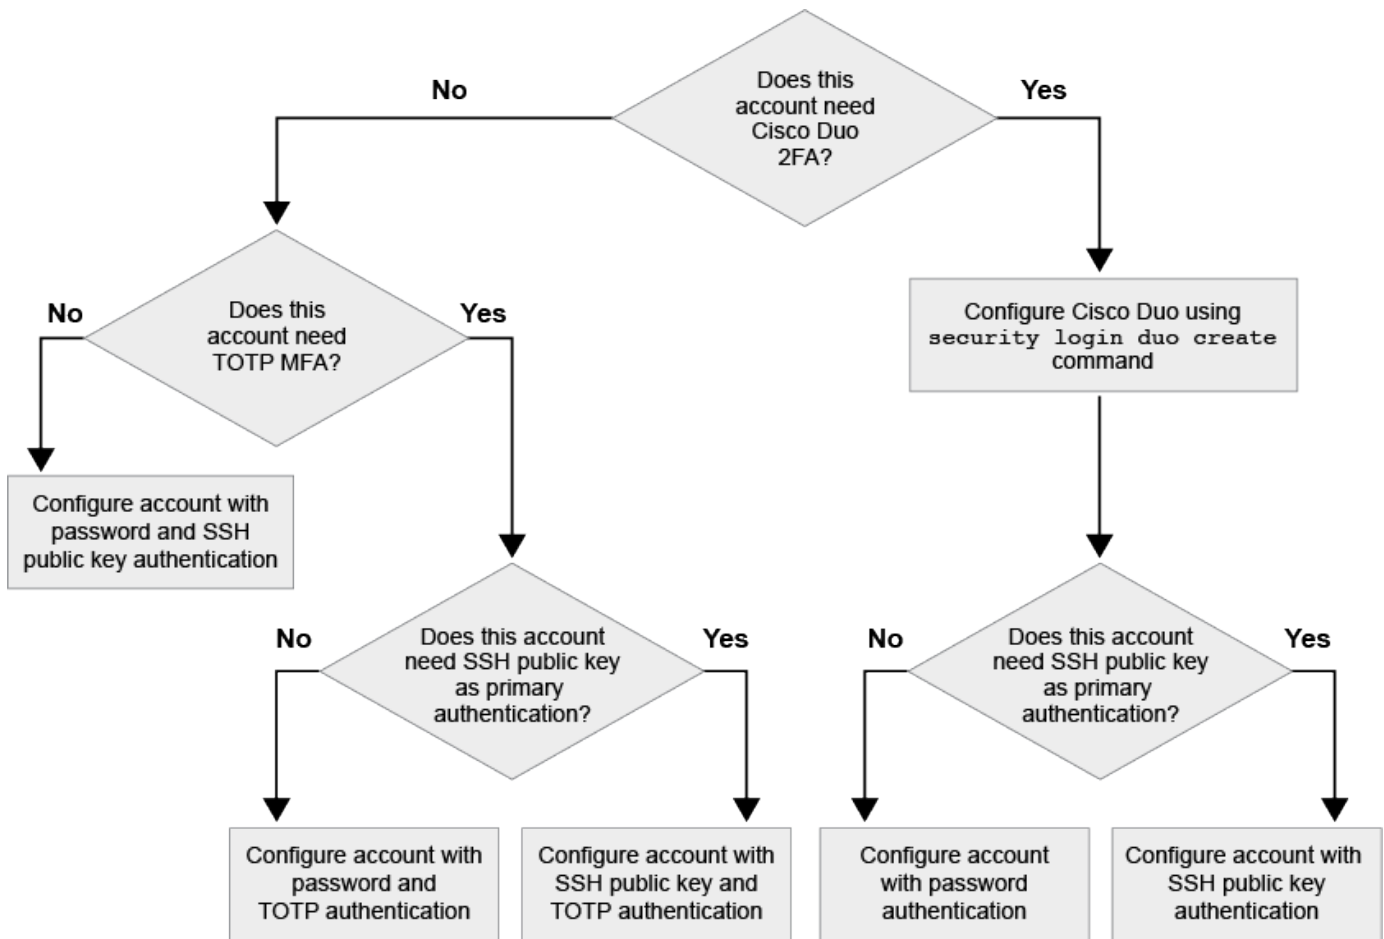 Does this
account need
Cisco Duo
2FA?
No
Yes
Does this
account need
TOTP MFA?
No
Yes
Configure Cisco Duo using
security login duo create
command
Configure account with
password and SSH
public key authentication
Does this account
need SSH public key
as primary
authentication?
No
Yes
Does this account
need SSH public key
as primary
authentication?
No
Yes
Configure account with
password and
TOTP authentication
Configure account with
SSH public key and
TOTP authentication
Configure account
with password
authentication
Configure account with
SSH public key
authentication